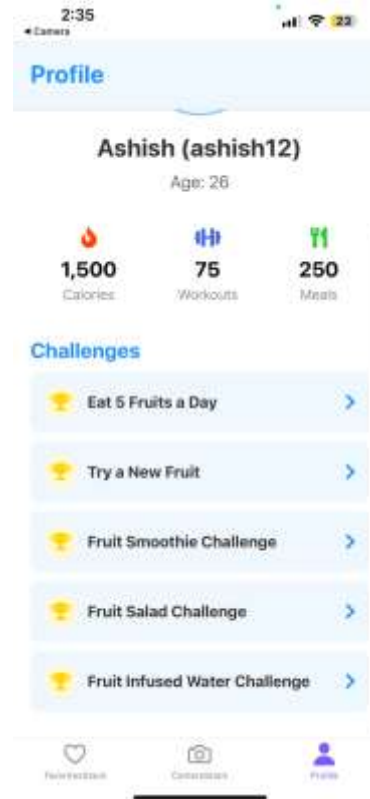 2:35
◀ Camera
22
Profile
Ashish (ashish12)
Age: 26
1,500 75 250
Calories Workouts Meals
Challenges
Eat 5 Fruits a Day
Try a New Fruit
Fruit Smoothie Challenge
Fruit Salad Challenge
Fruit Infused Water Challenge
Profile